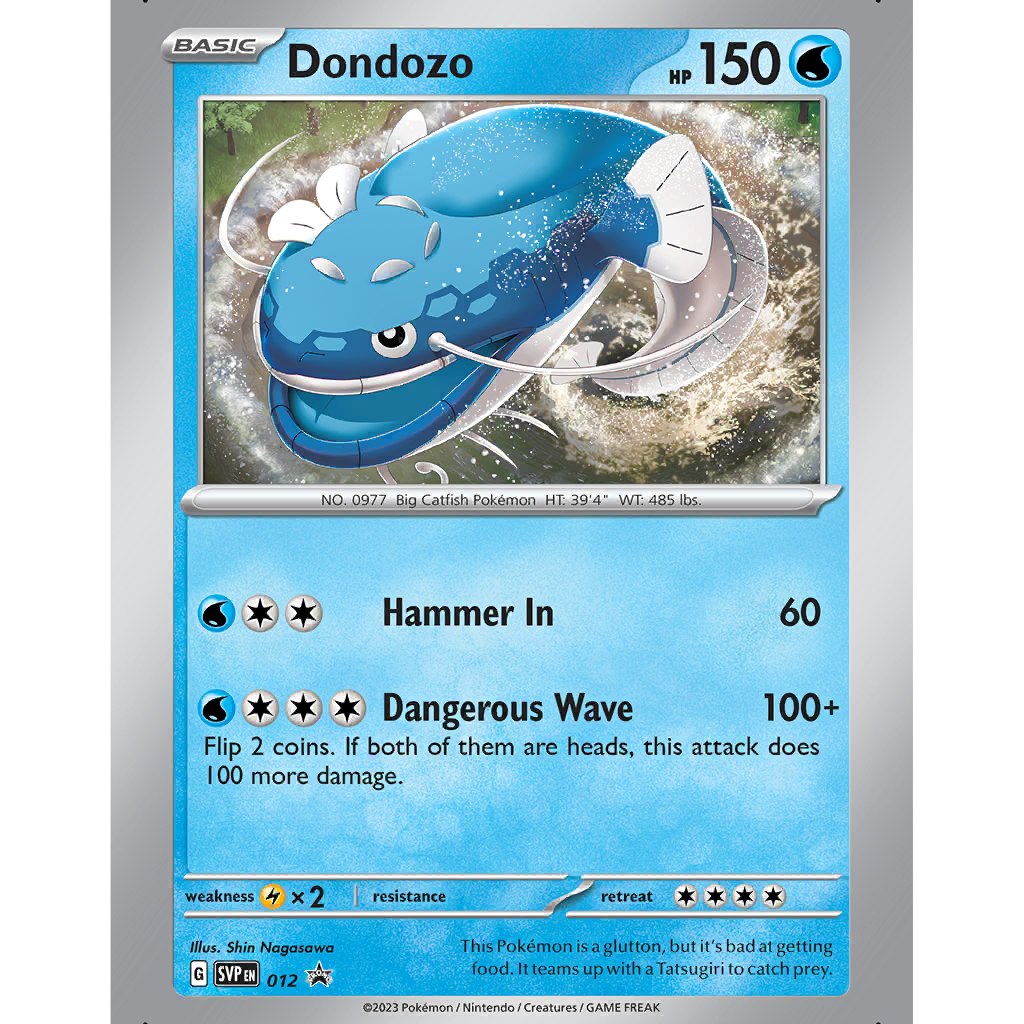 BASIC
Dondozo
HP 150
NO. 0977 Big Catfish Pokémon HT: 39'4" WT: 485 lbs.
Hammer In 60
Dangerous Wave 100+
Flip 2 coins. If both of them are heads, this attack does
100 more damage.
weakness ×2 resistance retreat
Illus. Shin Nagasawa
This Pokémon is a glutton, but it's bad at getting
food. It teams up with a Tatsugiri to catch prey.
G SVP EN 012
©2023 Pokémon / Nintendo / Creatures / GAME FREAK